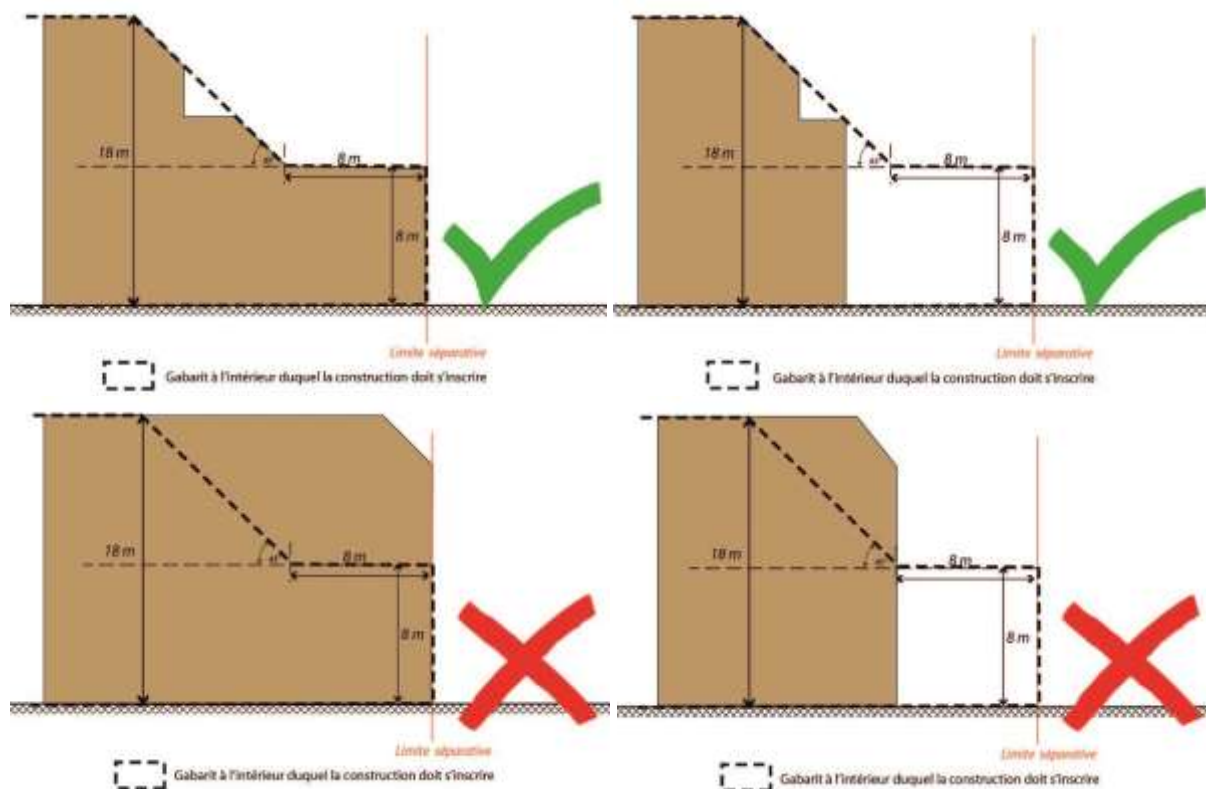 18 m
8 m
8 m
Limite séparative
Gabarit à l'intérieur duquel la construction doit s'inscrire
18 m
8 m
8 m
Limite séparative
Gabarit à l'intérieur duquel la construction doit s'inscrire
18 m
8 m
8 m
Limite séparative
Gabarit à l'intérieur duquel la construction doit s'inscrire
18 m
8 m
8 m
Limite séparative
Gabarit à l'intérieur duquel la construction doit s'inscrire